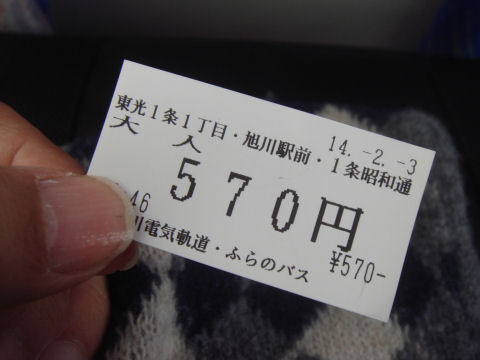 14.-2.-3
東光1条1丁目・旭川駅前・1条昭和通
大人
570円
46
川電気軌道・ふらのバス
¥570-